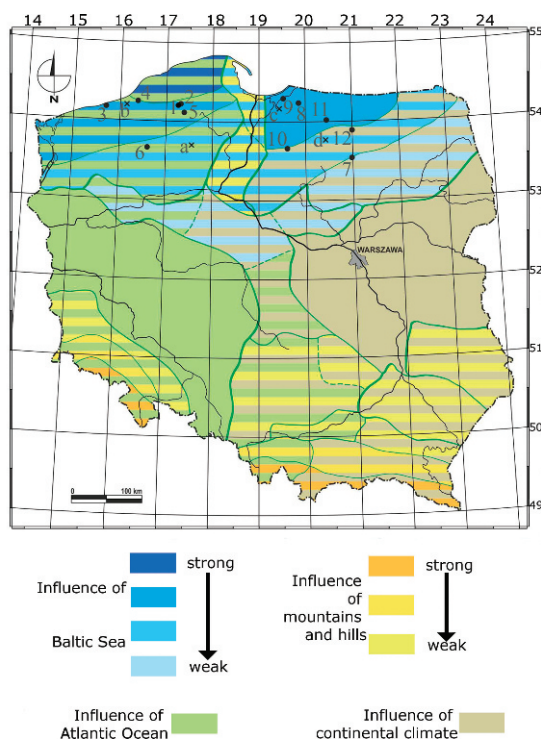 14 15 16 17 18 19 20 21 22 23 24
55
54
53
52
51
50
49
N
3 b 4 1 2 5
6 a
c 9 8 11
10 d 12
7
WARSZAWA
0 100 km
strong
Influence of
Baltic Sea
weak
strong
Influence
of
mountains
and hills
weak
Influence of
Atlantic Ocean
Influence of
continental climate